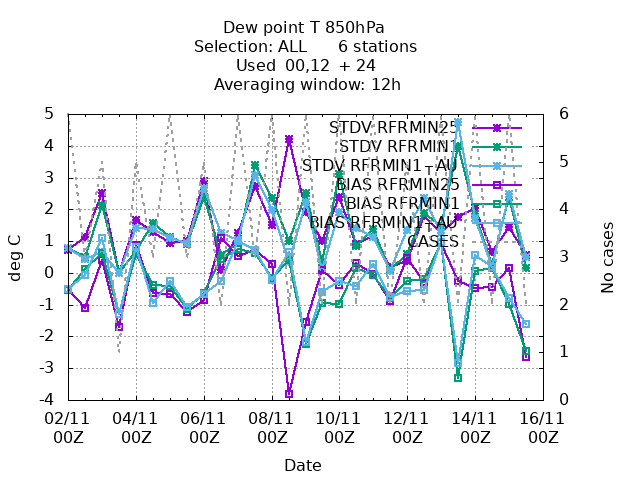 Dew point T 850hPa
Selection: ALL 6 stations
Used 00,12 + 24
Averaging window: 12h
5 6
STDV RFRMIN25
4 STDV RFRMIN1
5
STDV RFRMIN1_AU
3 BIAS RFRMIN25
BIAS RFRMIN1
2 4
BIAS RFRMIN1_AU
1 CASES
3
0
-1 2
-2
-3 1
-4 0
deg C
No cases
02/11 04/11 06/11 08/11 10/11 12/11 14/11 16/11
00Z 00Z 00Z 00Z 00Z 00Z 00Z 00Z
Date